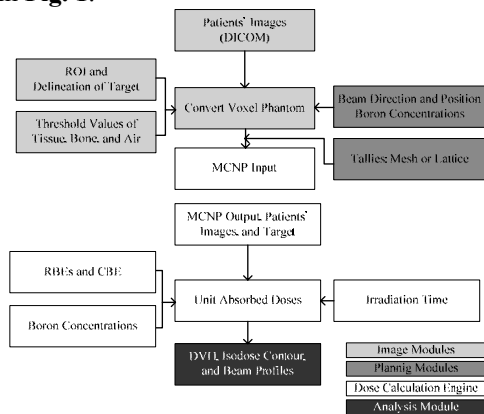 Patients' Images
(DICOM)
ROI and
Delineation of Target
Threshold Values of
Tissue, Bone, and Air
Convert Voxel Phantom
Beam Direction and Position
Boron Concentrations
MCNP Input
Tallies: Mesh or Lattice
MCNP Output, Patients'
Images, and Target
RBEs and CBE
Boron Concentrations
Unit Absorbed Doses
Irradiation Time
DVH, Isodose Contour,
and Beam Profiles
Image Modules
Plannig Modules
Dose Calculation Engine
Analysis Module